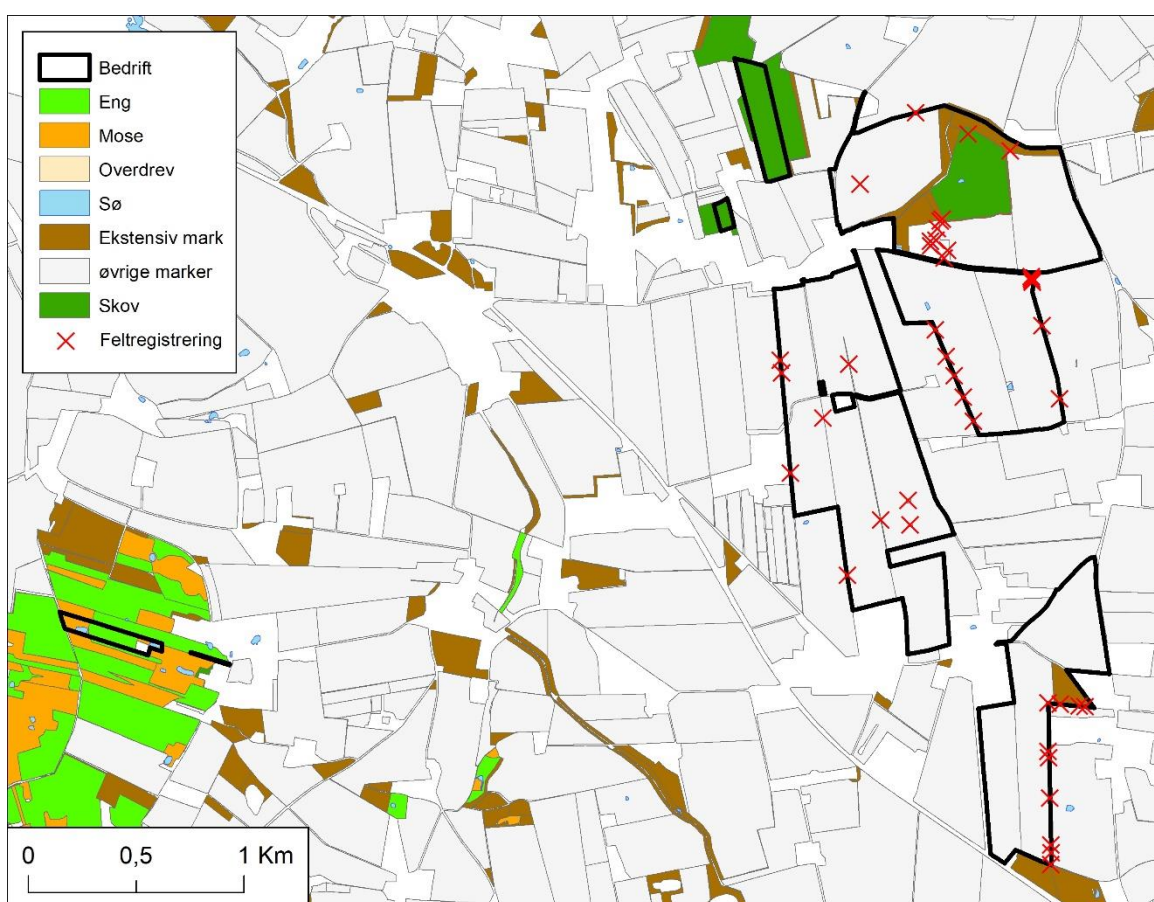 Bedrift
Eng
Mose
Overdrev
Sø
Ekstensiv mark
øvrige marker
Skov
Feltregistrering
0 0,5 1 Km